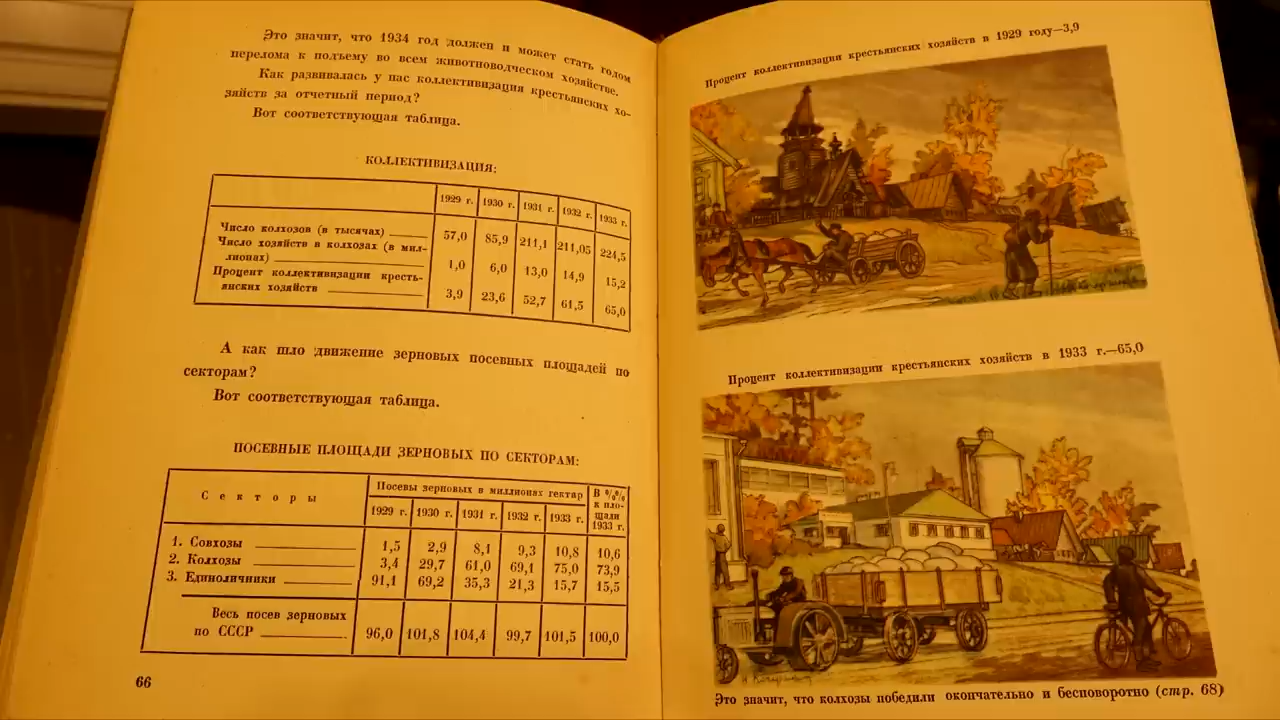 Это значит, что 1934 год должен и может стать годом
перелома к подъему во всем животноводческом хозяйстве.
Как развивалась у нас коллективизация крестьянских хо-
зяйств за отчетный период?
Вот соответствующая таблица.
КОЛЛЕКТИВИЗАЦИЯ:
1929 г. 1930 г. 1931 г. 1932 г. 1933 г.
Число колхозов (в тысячах) 57,0 85,9 211,1 211,05 224,5
Число хозяйств в колхозах (в мил-
лионах) 1,0 6,0 13,0 14,9 15,2
Процент коллективизации кресть-
янских хозяйств 3,9 23,6 52,7 61,5 65,0
А как шло движение зерновых посевных площадей по
секторам?
Вот соответствующая таблица.
ПОСЕВНЫЕ ПЛОЩАДИ ЗЕРНОВЫХ ПО СЕКТОРАМ:
Секторы
Посевы зерновых в миллионах гектар
1929 г. 1930 г. 1931 г. 1932 г. 1933 г.
В %%
к пло-
щади
1933 г.
1. Совхозы 1,5 2,9 8,1 9,3 10,8 10,6
2. Колхозы 3,4 29,7 61,0 69,1 75,0 73,9
3. Единоличники 91,1 69,2 35,3 21,3 15,7 15,5
Весь посев зерновых
по СССР 96,0 101,8 104,4 99,7 101,5 100,0
66
Процент коллективизации крестьянских хозяйств в 1929 году—3,9
Процент коллективизации крестьянских хозяйств в 1933 г.—65,0
Это значит, что колхозы победили окончательно и бесповоротно (стр. 68)